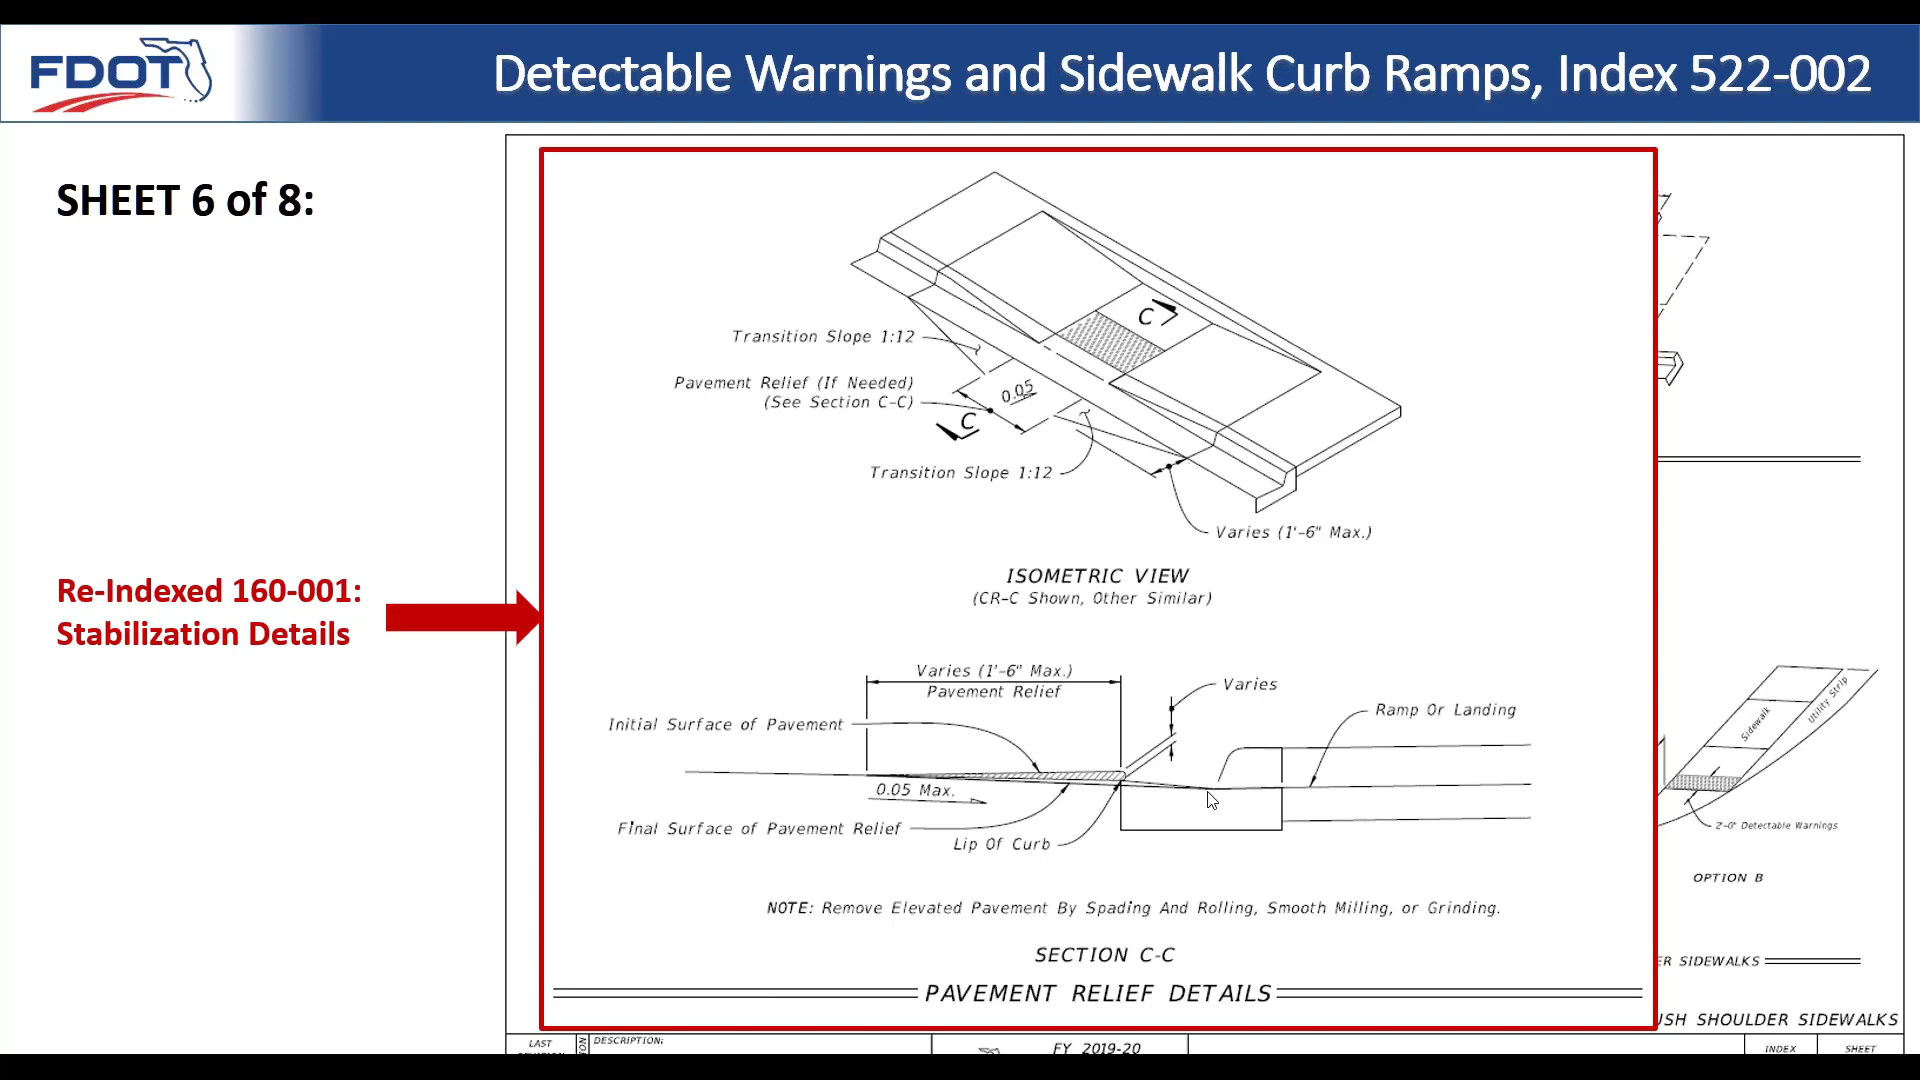 FDOT
Detectable Warnings and Sidewalk Curb Ramps, Index 522-002
SHEET 6 of 8:
Re-Indexed 160-001:
Stabilization Details
C
Transition Slope 1:12
Pavement Relief (If Needed)
(See Section C-C)
0.05
C
Transition Slope 1:12
Varies (1'-6" Max.)
ISOMETRIC VIEW
(CR-C Shown, Other Similar)
Varies (1'-6" Max.)
Pavement Relief
Varies
Ramp Or Landing
Initial Surface of Pavement
0.05 Max.
Final Surface of Pavement Relief
Lip Of Curb
NOTE: Remove Elevated Pavement By Spading And Rolling, Smooth Milling, or Grinding.
SECTION C-C
PAVEMENT RELIEF DETAILS
Sidewalk
Utility Strip
2'-0" Detectable Warnings
OPTION B
ER SIDEWALKS
USH SHOULDER SIDEWALKS
LAST
DESCRIPTION:
FY 2019-20
INDEX
SHEET